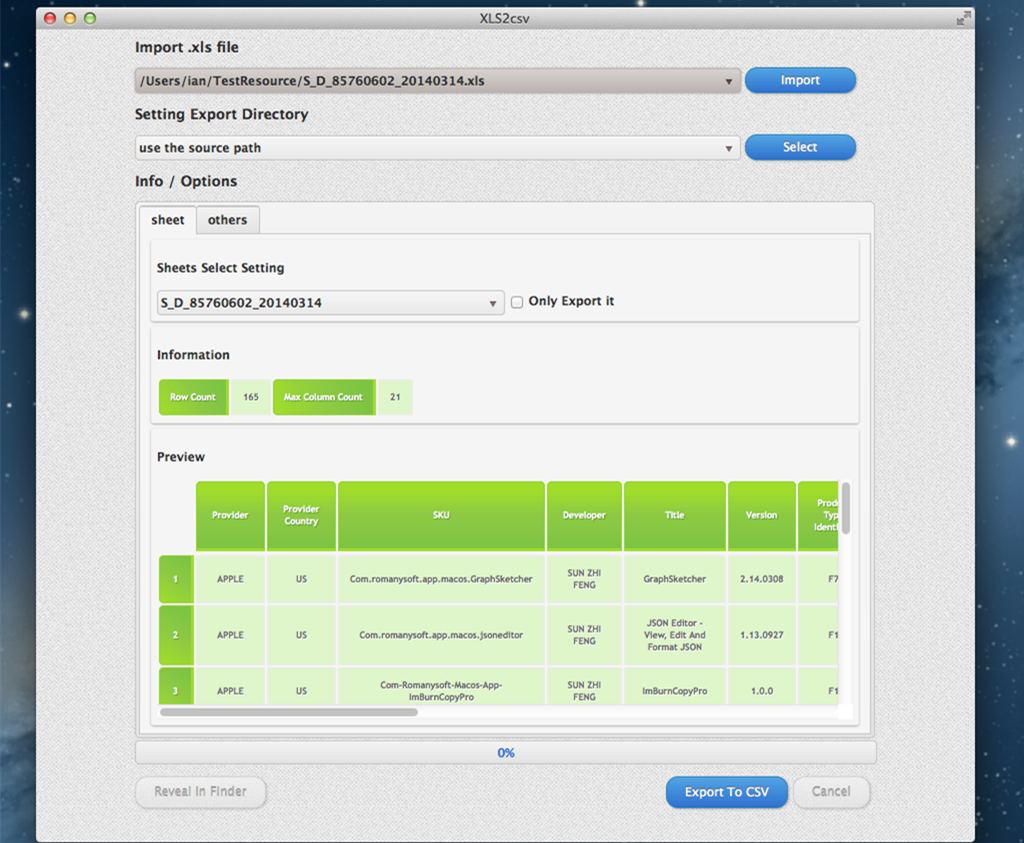 XLS2csv
Import .xls file
/Users/ian/TestResource/S_D_85760602_20140314.xls
Import
Setting Export Directory
use the source path
Select
Info / Options
sheet
others
Sheets Select Setting
S_D_85760602_20140314
Only Export it
Information
Row Count
165
Max Column Count
21
Preview
Provider
Provider
Country
SKU
Developer
Title
Version
1
APPLE
US
Com.romanysoft.app.macos.GraphSketcher
SUN ZHI
FENG
GraphSketcher
2.14.0308
F7
2
APPLE
US
Com.romanysoft.app.macos.jsoneditor
SUN ZHI
FENG
JSON Editor -
View, Edit And
Format JSON
1.13.0927
F1
3
APPLE
US
Com-Romanysoft-Macos-App-
ImBurnCopyPro
SUN ZHI
FENG
ImBurnCopyPro
1.0.0
F1
0%
Reveal In Finder
Export To CSV
Cancel